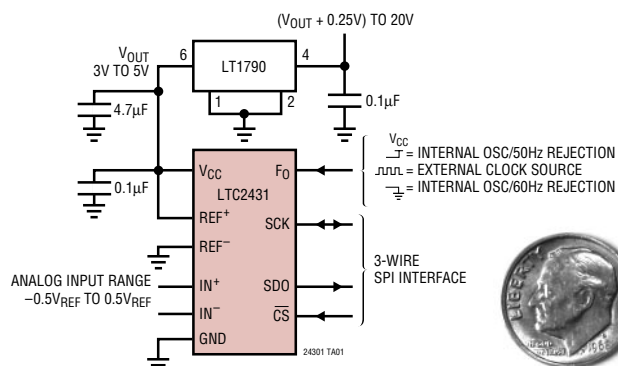 (VOUT + 0.25V) TO 20V
VOUT
3V TO 5V
6
LT1790
4
1
2
4.7µF
0.1µF
0.1µF
VCC
FO
LTC2431
REF+
SCK
REF−
IN+
SDO
IN−
CS
GND
ANALOG INPUT RANGE
−0.5VREF TO 0.5VREF
VCC
= INTERNAL OSC/50Hz REJECTION
= EXTERNAL CLOCK SOURCE
= INTERNAL OSC/60Hz REJECTION
3-WIRE
SPI INTERFACE
24301 TA01
LIBERTY